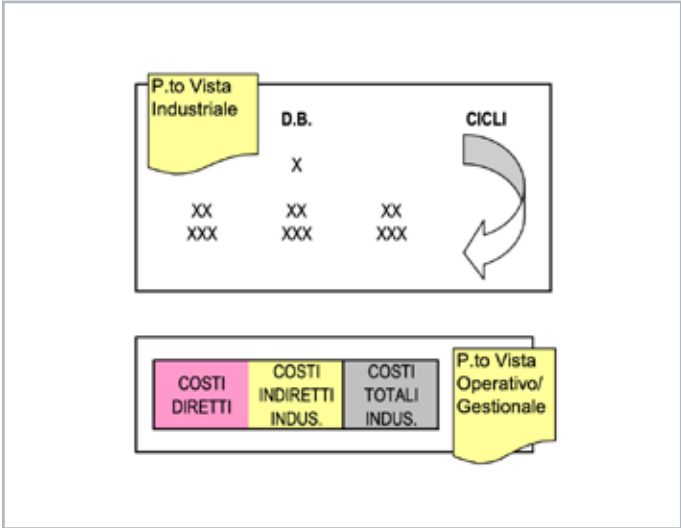 P.to Vista
Industriale
D.B.
CICLI
X
XX XX XX
XXX XXX XXX
COSTI
DIRETTI
COSTI
INDIRETTI
INDUS.
COSTI
TOTALI
INDUS.
P.to Vista
Operativo/
Gestionale